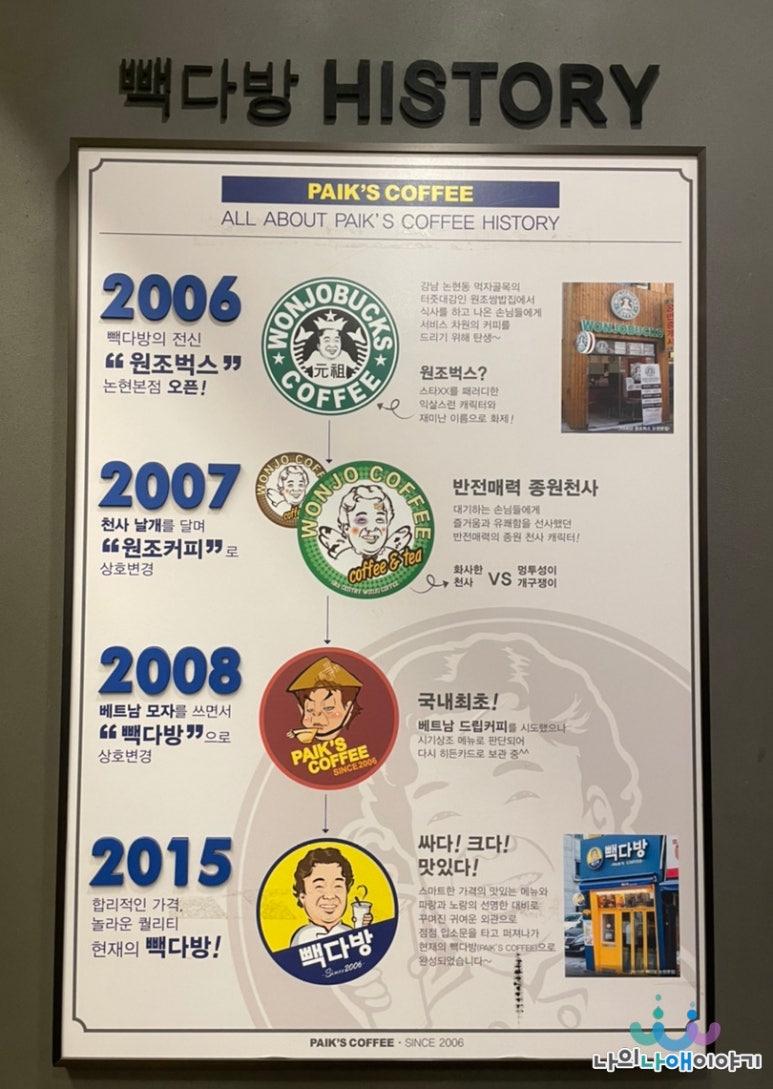 빽다방 HISTORY
PAIK'S COFFEE
ALL ABOUT PAIK'S COFFEE HISTORY
2006
빽다방의 전신
“원조벅스”
논현본점 오픈!
WONJOBUCKS
元祖
COFFEE
강남 논현동 먹자골목의
터줏대감인 원조쌈밥집에서
식사를 하고 나온 손님들에게
서비스 차원의 커피를
드리기 위해 탄생~
원조벅스?
스타XX를 패러디한
익살스런 캐릭터와
재미난 이름으로 화제!
WONJOBUCKS
2007
천사 날개를 달며
“원조커피”로
상호변경
WONJO COFFEE
coffee
WONJO COFFEE
coffee & tea
반전매력 종원천사
대기하는 손님들에게
즐거움과 유쾌함을 선사했던
반전매력의 종원 천사 캐릭터!
화사한
천사
VS
멍투성이
개구쟁이
2008
베트남 모자를 쓰면서
“빽다방”으로
상호변경
PAIK'S
COFFEE
SINCE 2006
국내최초!
베트남 드립커피를 시도했으나
시기상조 메뉴로 판단되어
다시 히든카드로 보관 중^^
2015
합리적인 가격,
놀라운 퀄리티
현재의 빽다방!
빽다방
Since 2006
싸다! 크다!
맛있다!
스마트한 가격의 맛있는 메뉴와
파랑과 노랑의 선명한 대비로
꾸며진 귀여운 외관으로
점점 입소문을 타고 퍼져나가
현재의 빽다방(PAIK'S COFFEE)으로
완성되었습니다~
빽다방
PAIK'S COFFEE
PAIK'S COFFEE · SINCE 2006
나의나애이야기